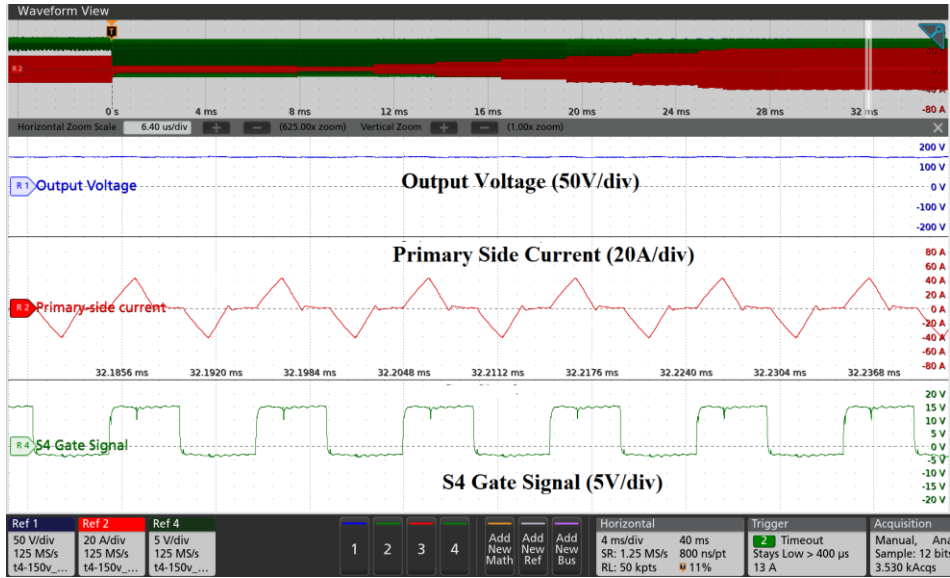 Waveform View
T
R 2
-40 A
-80 A
0 s 4 ms 8 ms 12 ms 16 ms 20 ms 24 ms 28 ms 32 ms
Horizontal Zoom Scale 6.40 us/div + − (625.00x zoom) Vertical Zoom + − (1.00x zoom) ✕
200 V
100 V
R 1 Output Voltage
Output Voltage (50V/div)
0 V
-100 V
-200 V
Primary Side Current (20A/div)
80 A
60 A
40 A
20 A
R 2 Primary-side current
0 A
-20 A
-40 A
-60 A
-80 A
32.1856 ms 32.1920 ms 32.1984 ms 32.2048 ms 32.2112 ms 32.2176 ms 32.2240 ms 32.2304 ms 32.2368 ms
20 V
15 V
10 V
5 V
R 4 S4 Gate Signal
0 V
-5 V
-10 V
S4 Gate Signal (5V/div)
-15 V
-20 V
Ref 1
50 V/div
125 MS/s
t4-150v_...
Ref 2
20 A/div
125 MS/s
t4-150v_...
Ref 4
5 V/div
125 MS/s
t4-150v_...
1 2 3 4
Add New Math
Add New Ref
Add New Bus
Horizontal
4 ms/div 40 ms
SR: 1.25 MS/s 800 ns/pt
RL: 50 kpts 11%
Trigger
2 Timeout
Stays Low > 400 µs
13 A
Acquisition
Manual, Ana
Sample: 12 bit
3.530 kAcqs